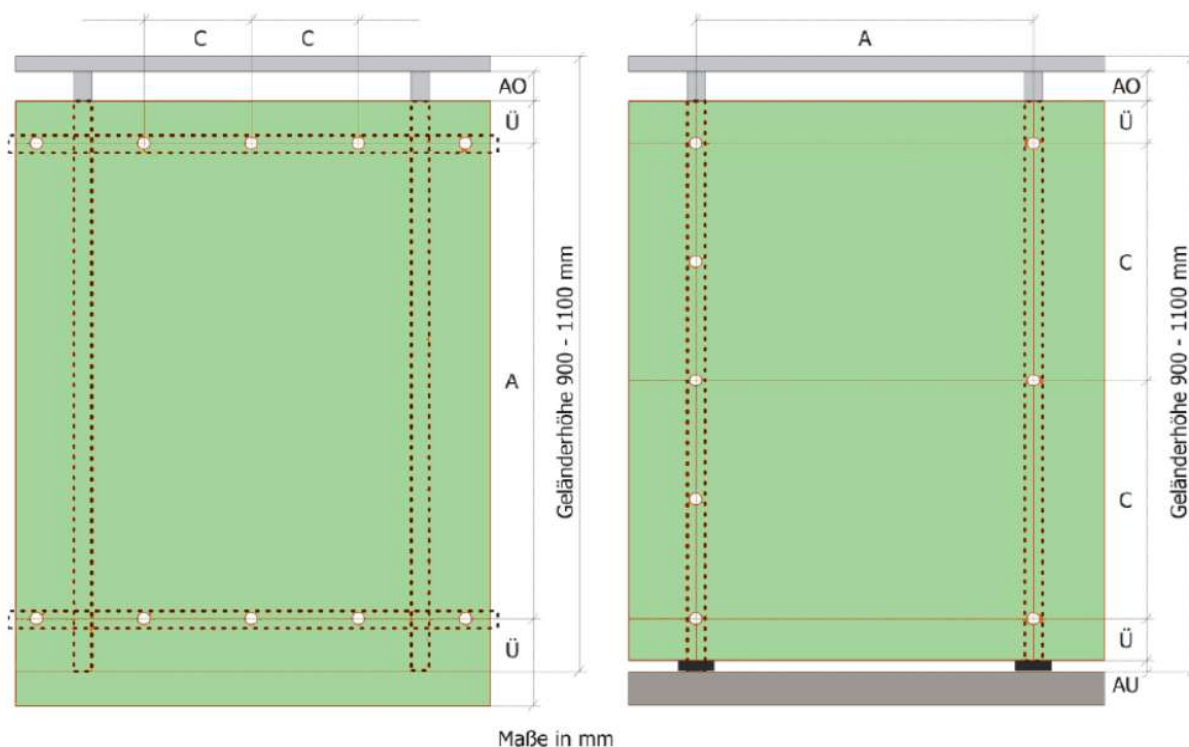 C
C
AO
Ü
A
Ü
Geländerhöhe 900 - 1100 mm
A
AO
Ü
C
C
Ü
AU
Geländerhöhe 900 - 1100 mm
Maße in mm